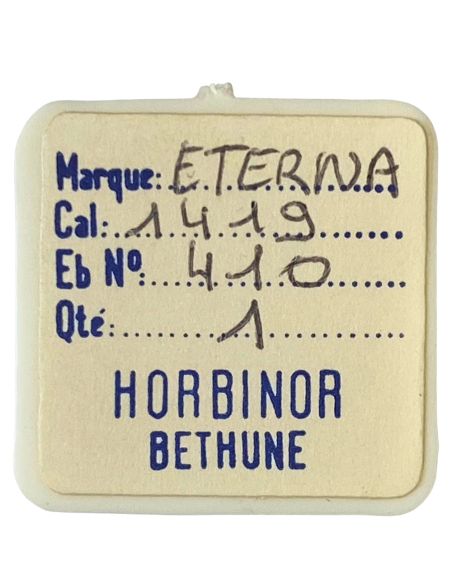 Marque: ETERNA
Cal: 1419
Eb Nº: 410
Qté: 1
HORBINOR
BETHUNE